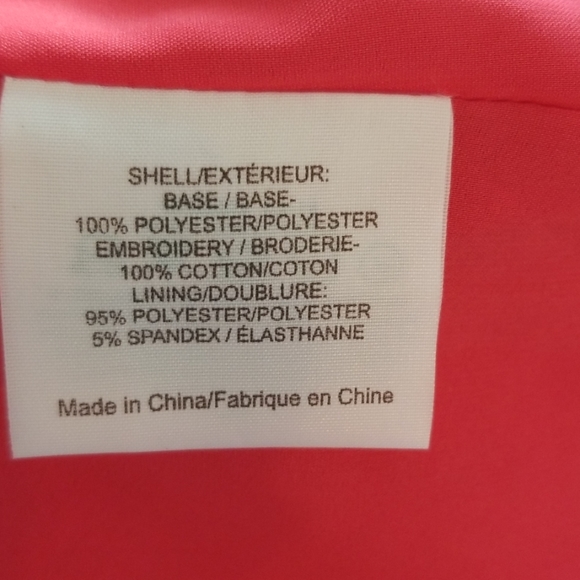 SHELL/EXTÉRIEUR:
BASE / BASE-
100% POLYESTER/POLYESTER
EMBROIDERY / BRODERIE-
100% COTTON/COTON
LINING/DOUBLURE:
95% POLYESTER/POLYESTER
5% SPANDEX / ÉLASTHANNE
Made in China/Fabrique en Chine